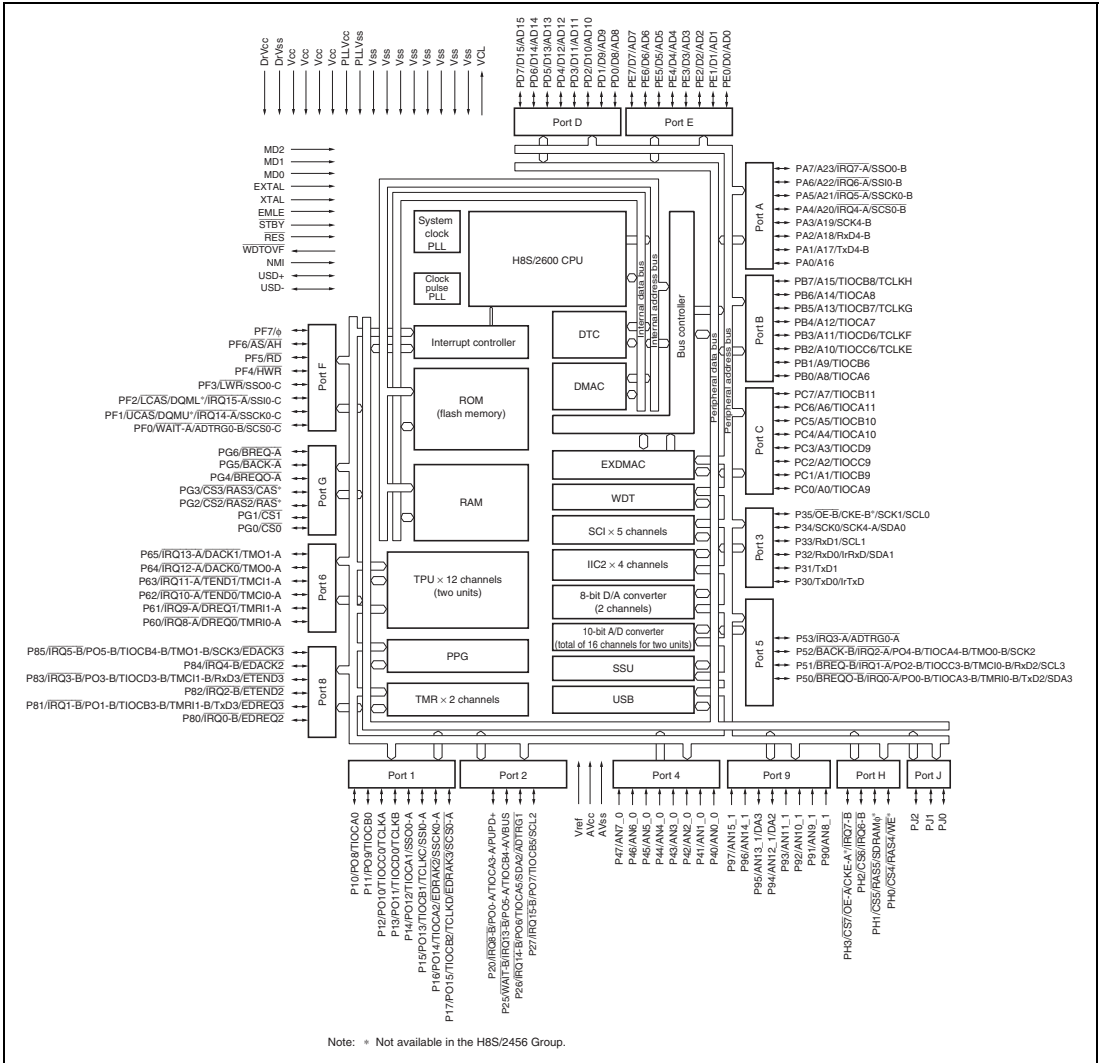 DrVcc
DrVss
Vcc
Vcc
Vcc
Vcc
PLLVcc
PLLVss
Vss
Vss
Vss
Vss
Vss
Vss
Vss
Vss
VCL
PD7/D15/AD15
PD6/D14/AD14
PD5/D13/AD13
PD4/D12/AD12
PD3/D11/AD11
PD2/D10/AD10
PD1/D9/AD9
PD0/D8/AD8
PE7/D7/AD7
PE6/D6/AD6
PE5/D5/AD5
PE4/D4/AD4
PE3/D3/AD3
PE2/D2/AD2
PE1/D1/AD1
PE0/D0/AD0
Port D
Port E
MD2
MD1
MD0
EXTAL
XTAL
EMLE
STBY
RES
WDTOVF
NMI
USD+
USD-
System
clock
PLL
Clock
pulse
PLL
H8S/2600 CPU
Interrupt controller
ROM
(flash memory)
RAM
TPU × 12 channels
(two units)
PPG
TMR × 2 channels
DTC
DMAC
Internal data bus
Internal address bus
Bus controller
Peripheral data bus
Peripheral address bus
EXDMAC
WDT
SCI × 5 channels
IIC2 × 4 channels
8-bit D/A converter
(2 channels)
10-bit A/D converter
(total of 16 channels for two units)
SSU
USB
Port A
PA7/A23/IRQ7-A/SSO0-B
PA6/A22/IRQ6-A/SSI0-B
PA5/A21/IRQ5-A/SSCK0-B
PA4/A20/IRQ4-A/SCS0-B
PA3/A19/SCK4-B
PA2/A18/RxD4-B
PA1/A17/TxD4-B
PA0/A16
Port B
PB7/A15/TIOCB8/TCLKH
PB6/A14/TIOCA8
PB5/A13/TIOCB7/TCLKG
PB4/A12/TIOCA7
PB3/A11/TIOCD6/TCLKF
PB2/A10/TIOCC6/TCLKE
PB1/A9/TIOCB6
PB0/A8/TIOCA6
Port C
PC7/A7/TIOCB11
PC6/A6/TIOCA11
PC5/A5/TIOCB10
PC4/A4/TIOCA10
PC3/A3/TIOCD9
PC2/A2/TIOCC9
PC1/A1/TIOCB9
PC0/A0/TIOCA9
Port 3
P35/OE-B/CKE-B*/SCK1/SCL0
P34/SCK0/SCK4-A/SDA0
P33/RxD1/SCL1
P32/RxD0/IrRxD/SDA1
P31/TxD1
P30/TxD0/IrTxD
Port 5
P53/IRQ3-A/ADTRG0-A
P52/BACK-B/IRQ2-A/PO4-B/TIOCA4-B/TMO0-B/SCK2
P51/BREQ-B/IRQ1-A/PO2-B/TIOCC3-B/TMCI0-B/RxD2/SCL3
P50/BREQO-B/IRQ0-A/PO0-B/TIOCA3-B/TMRI0-B/TxD2/SDA3
PF7/ϕ
PF6/AS/AH
PF5/RD
PF4/HWR
PF3/LWR/SSO0-C
PF2/LCAS/DQML*/IRQ15-A/SSI0-C
PF1/UCAS/DQMU*/IRQ14-A/SSCK0-C
PF0/WAIT-A/ADTRG0-B/SCS0-C
Port F
PG6/BREQ-A
PG5/BACK-A
PG4/BREQO-A
PG3/CS3/RAS3/CAS*
PG2/CS2/RAS2/RAS*
PG1/CS1
PG0/CS0
Port G
P65/IRQ13-A/DACK1/TMO1-A
P64/IRQ12-A/DACK0/TMO0-A
P63/IRQ11-A/TEND1/TMCI1-A
P62/IRQ10-A/TEND0/TMCI0-A
P61/IRQ9-A/DREQ1/TMRI1-A
P60/IRQ8-A/DREQ0/TMRI0-A
Port 6
P85/IRQ5-B/PO5-B/TIOCB4-B/TMO1-B/SCK3/EDACK3
P84/IRQ4-B/EDACK2
P83/IRQ3-B/PO3-B/TIOCD3-B/TMCI1-B/RxD3/ETEND3
P82/IRQ2-B/ETEND2
P81/IRQ1-B/PO1-B/TIOCB3-B/TMRI1-B/TxD3/EDREQ3
P80/IRQ0-B/EDREQ2
Port 8
Port 1
Port 2
Port 4
Port 9
Port H
Port J
P10/PO8/TIOCA0
P11/PO9/TIOCB0
P12/PO10/TIOCC0/TCLKA
P13/PO11/TIOCD0/TCLKB
P14/PO12/TIOCA1/SSO0-A
P15/PO13/TIOCB1/TCLKC/SSI0-A
P16/PO14/TIOCA2/EDRAK2/SSCK0-A
P17/PO15/TIOCB2/TCLKD/EDRAK3/SCS0-A
P20/IRQ8-B/PO0-A/TIOCA3-A/PUPD+
P25/WAIT-B/IRQ13-B/PO5-A/TIOCB4-A/VBUS
P26/IRQ14-B/PO6/TIOCA5/SDA2/ADTRG1
P27/IRQ15-B/PO7/TIOCB5/SCL2
Vref
AVcc
AVss
P47/AN7_0
P46/AN6_0
P45/AN5_0
P44/AN4_0
P43/AN3_0
P42/AN2_0
P41/AN1_0
P40/AN0_0
P97/AN15_1
P96/AN14_1
P95/AN13_1/DA3
P94/AN12_1/DA2
P93/AN11_1
P92/AN10_1
P91/AN9_1
P90/AN8_1
PH3/CS7/OE-A/CKE-A*/IRQ7-B
PH2/CS6/IRQ6-B
PH1/CS5/RAS5/SDRAMϕ*
PH0/CS4/RAS4/WE*
PJ2
PJ1
PJ0
Note: * Not available in the H8S/2456 Group.